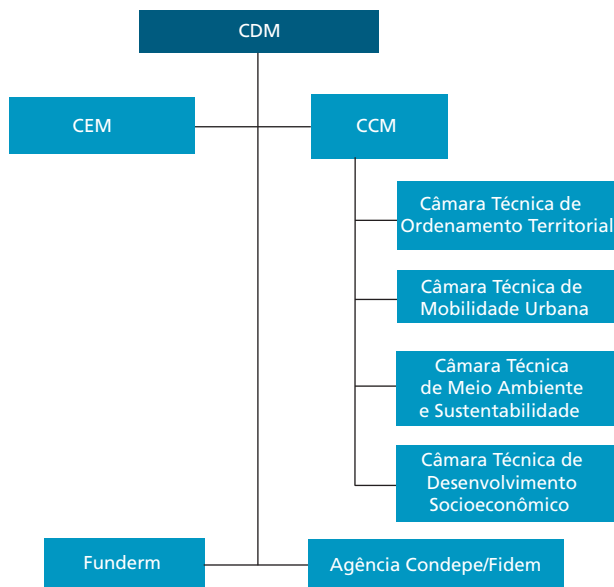 CDM
CEM
CCM
Câmara Técnica de
Ordenamento Territorial
Câmara Técnica de
Mobilidade Urbana
Câmara Técnica
de Meio Ambiente
e Sustentabilidade
Câmara Técnica de
Desenvolvimento
Socioeconômico
Funderm
Agência Condepe/Fidem